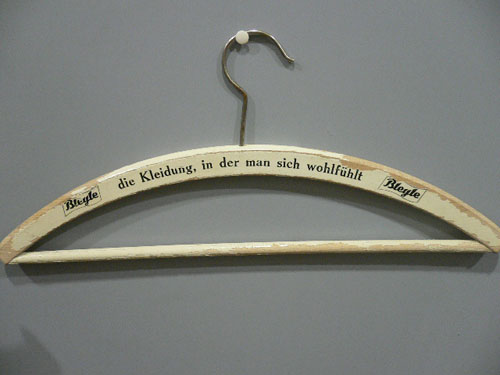 Bleyle
die Kleidung, in der man sich wohlfühlt
Bleyle